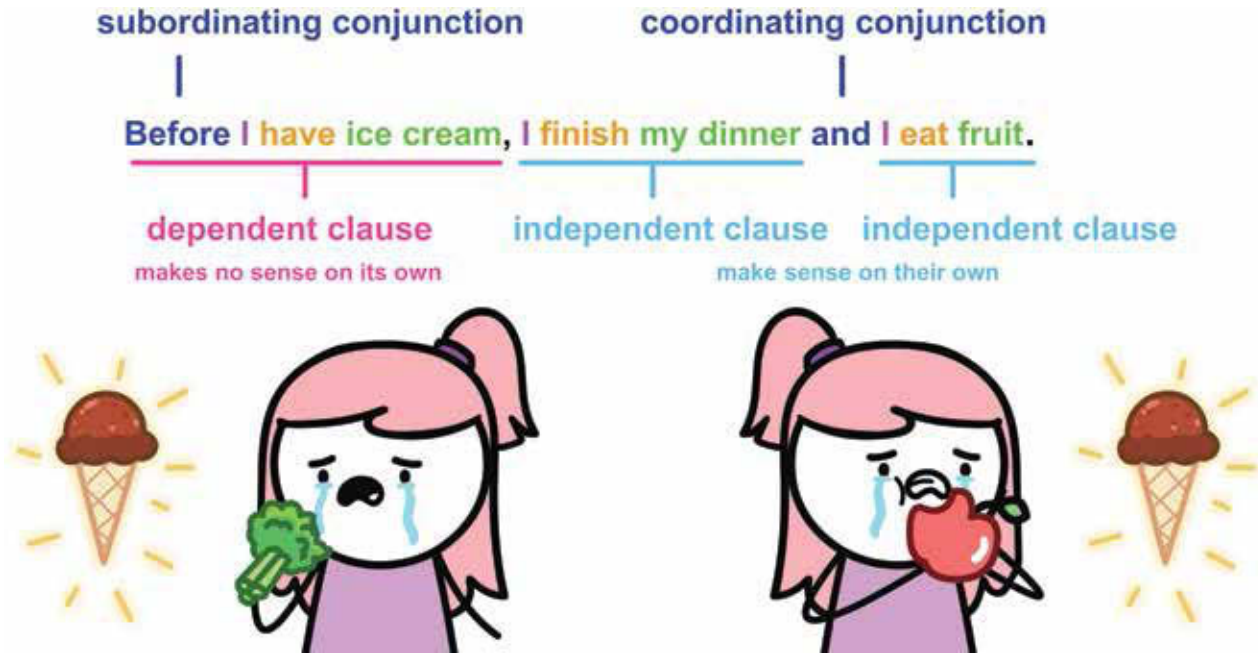 subordinating conjunction coordinating conjunction
Before I have ice cream, I finish my dinner and I eat fruit.
dependent clause independent clause independent clause
makes no sense on its own make sense on their own